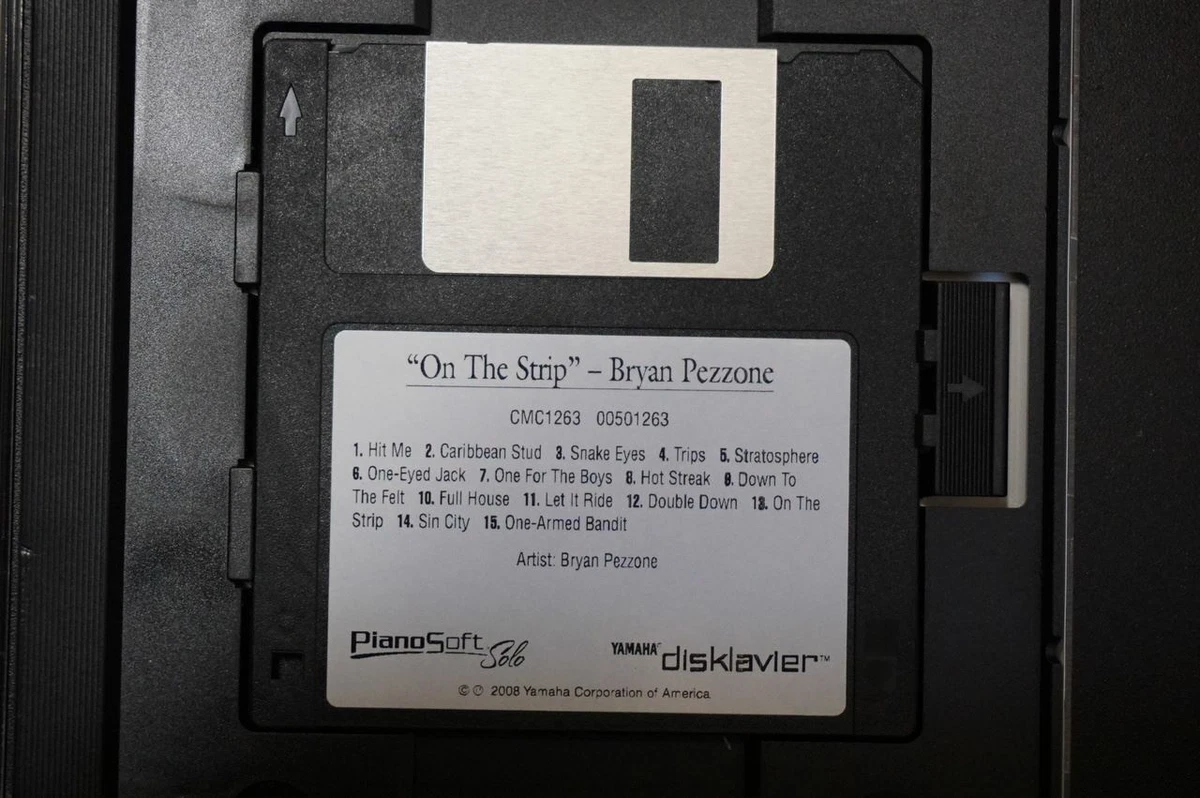 “On The Strip” – Bryan Pezzone
CMC1263 00501263
1. Hit Me 2. Caribbean Stud 3. Snake Eyes 4. Trips 5. Stratosphere
6. One-Eyed Jack 7. One For The Boys 8. Hot Streak 9. Down To
The Felt 10. Full House 11. Let It Ride 12. Double Down 13. On The
Strip 14. Sin City 15. One-Armed Bandit
Artist: Bryan Pezzone
PianoSoft Solo
YAMAHA disklavier™
© ℗ 2008 Yamaha Corporation of America